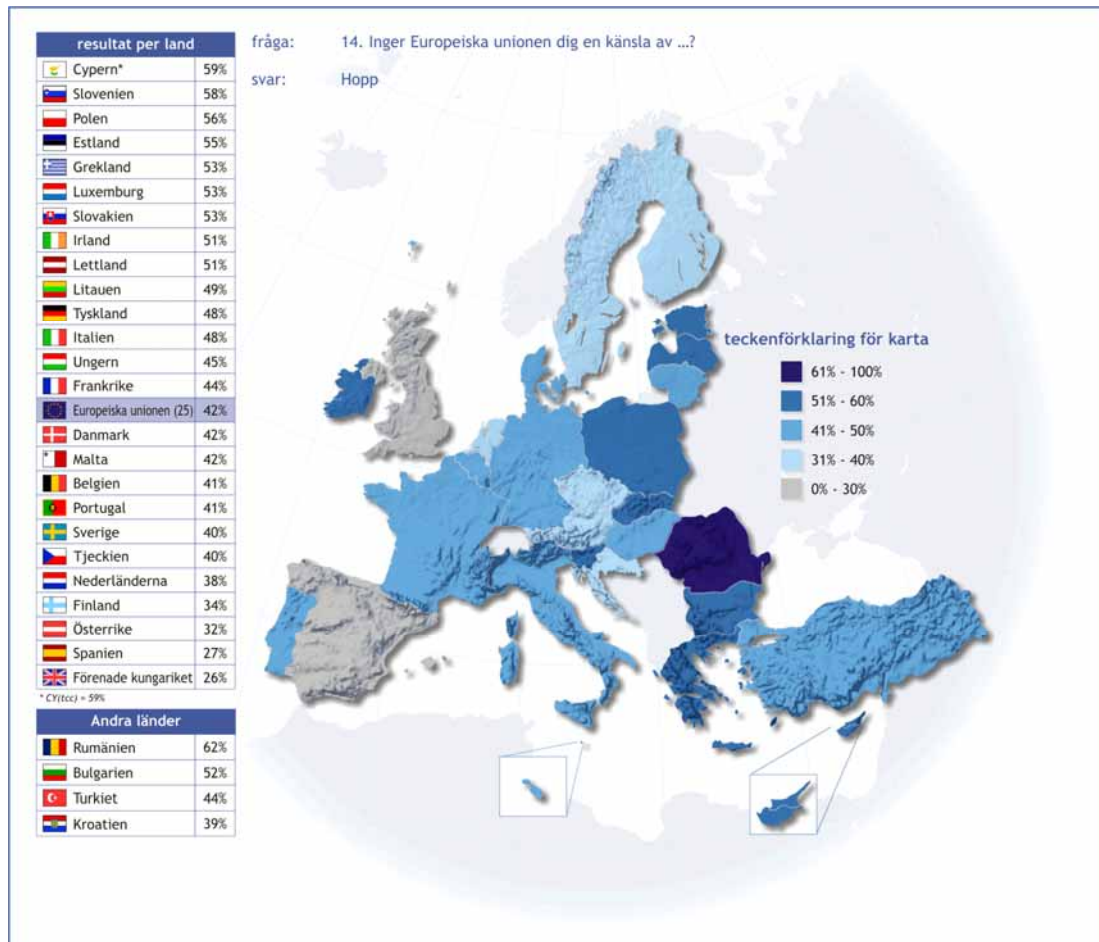 resultat per land
Cypern* 59%
Slovenien 58%
Polen 56%
Estland 55%
Grekland 53%
Luxemburg 53%
Slovakien 53%
Irland 51%
Lettland 51%
Litauen 49%
Tyskland 48%
Italien 48%
Ungern 45%
Frankrike 44%
Europeiska unionen (25) 42%
Danmark 42%
Malta 42%
Belgien 41%
Portugal 41%
Sverige 40%
Tjeckien 40%
Nederländerna 38%
Finland 34%
Österrike 32%
Spanien 27%
Förenade kungariket 26%
* CY(tcc) = 59%
Andra länder
Rumänien 62%
Bulgarien 52%
Turkiet 44%
Kroatien 39%
fråga: 14. Inger Europeiska unionen dig en känsla av ...?
svar: Hopp
teckenförklaring för karta
61% - 100%
51% - 60%
41% - 50%
31% - 40%
0% - 30%